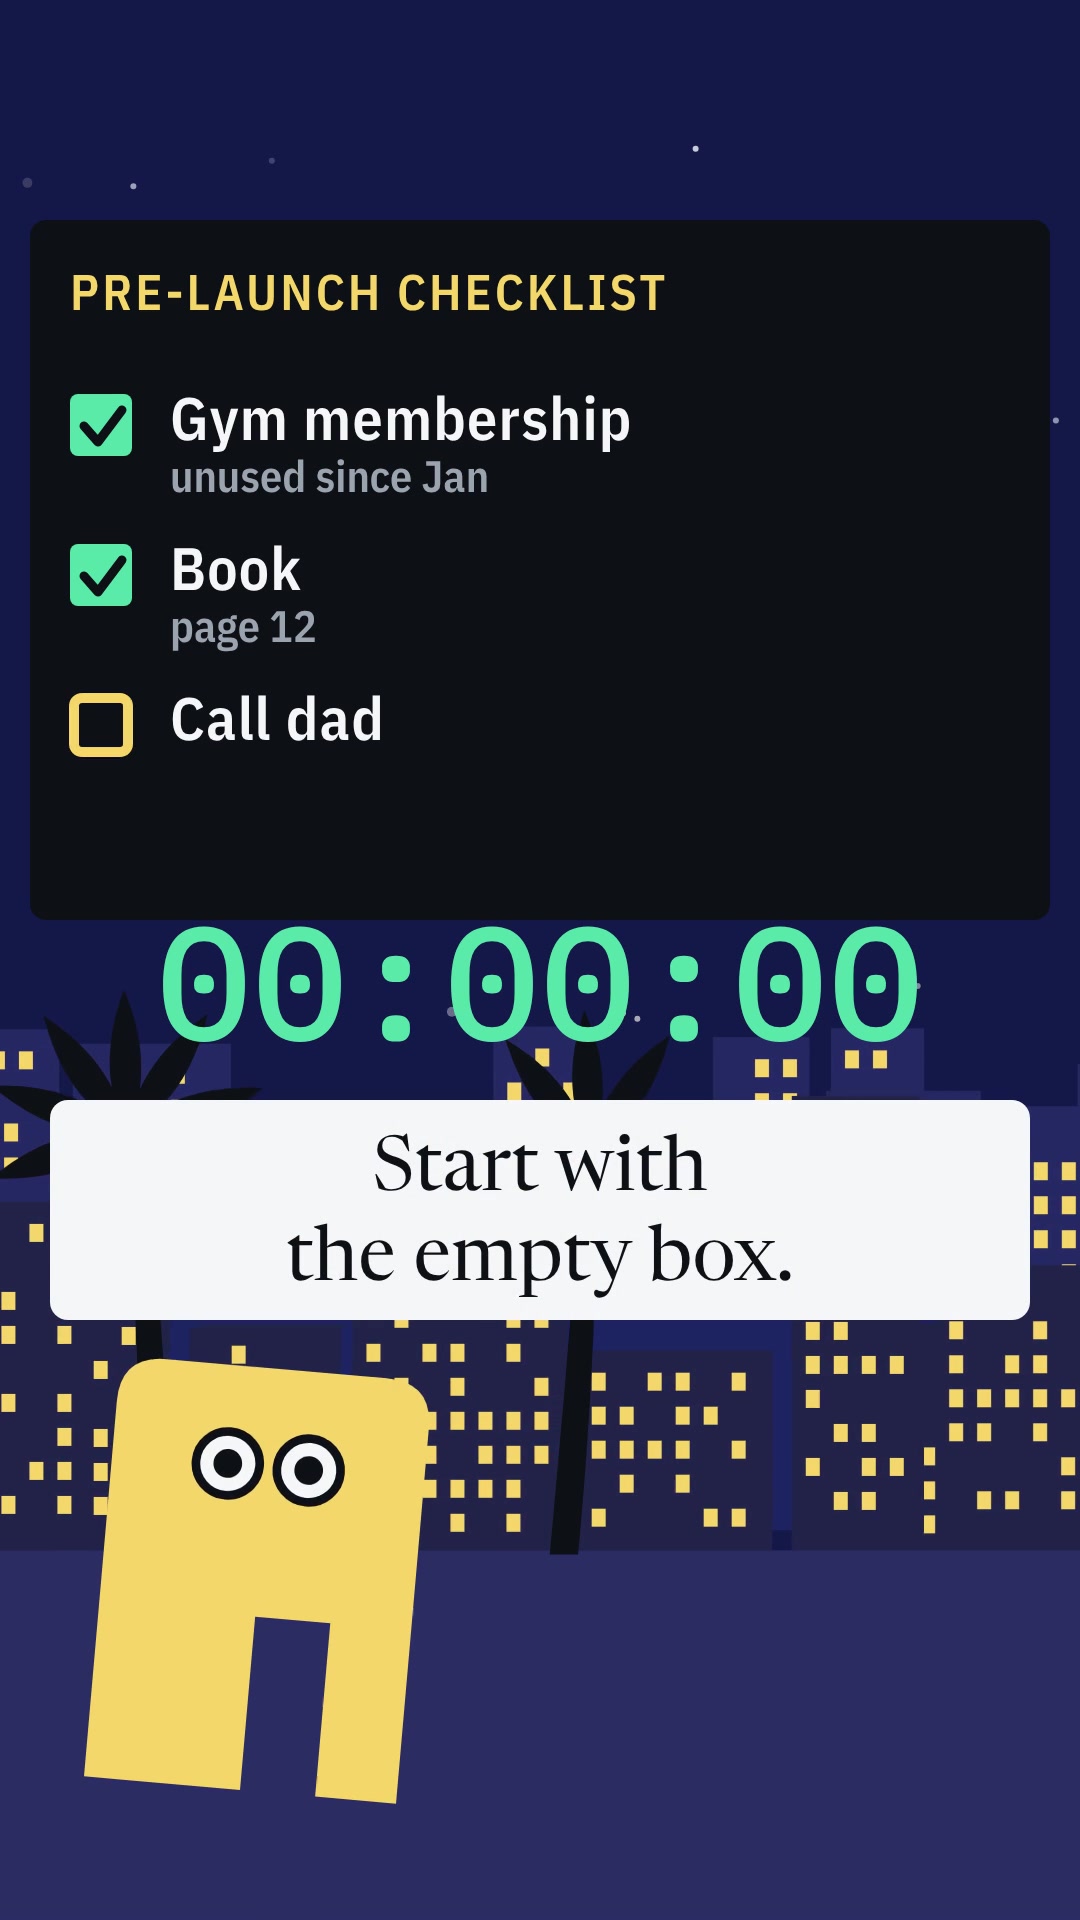 PRE-LAUNCH CHECKLIST
Gym membership
unused since Jan
Book
page 12
Call dad
00:00:00
Start with
the empty box.